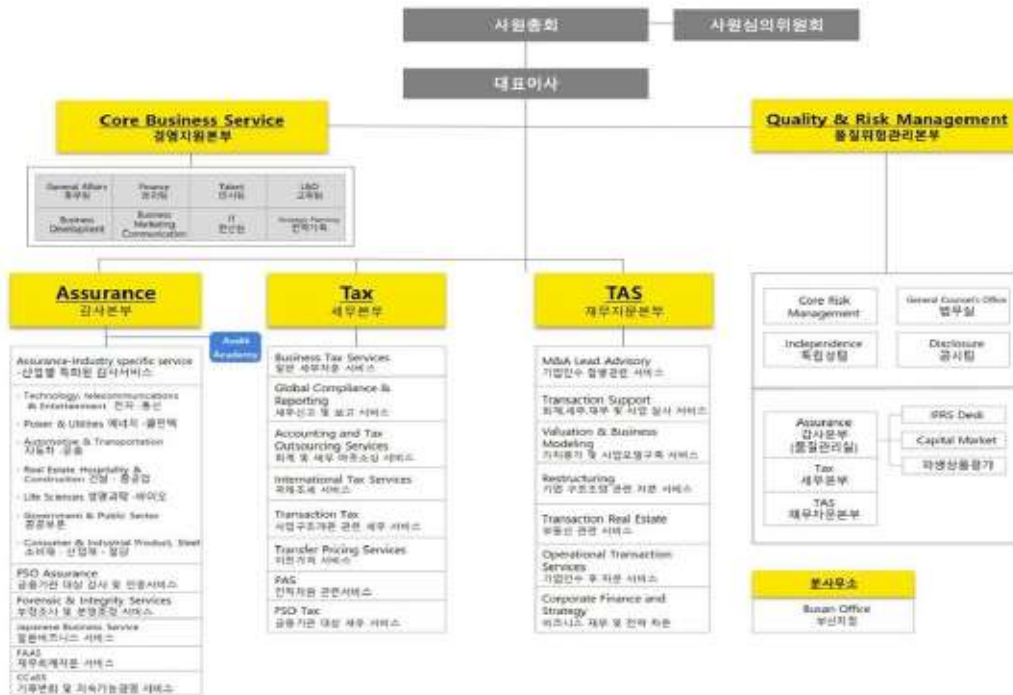 사원총회
사원심의위원회
대표이사
Core Business Service
경영지원본부
Quality & Risk Management
품질위험관리본부
General Affairs
총무팀
Finance
경리팀
Talent
인사팀
L&D
교육팀
Business
Development
Business
Marketing
Communication
IT
전산팀
Strategic Planning
전략기획
Assurance
감사본부
Tax
세무본부
TAS
재무자문본부
Audit
Academy
Assurance-Industry specific service
-산업별 특화된 감사서비스
- Technology, telecommunications
& Entertainment 전자·통신
- Power & Utilities 에너지·플랜텍
- Automotive & Transportation
자동차·운송
- Real Estate Hospitality &
Construction 건설·항공업
- Life Sciences 생명과학·바이오
- Government & Public Sector
공공부문
- Consumer & Industrial Product, Steel
소비재·산업재·철강
FSO Assurance
금융기관 대상 감사 및 인증서비스
Forensic & Integrity Services
부정조사 및 분쟁조정 서비스
Japanese Business Service
일본비즈니스 서비스
FAAS
재무회계자문 서비스
CCaSS
기후변화 및 지속가능경영 서비스
Business Tax Services
일반 세무자문 서비스
Global Compliance &
Reporting
세무신고 및 보고 서비스
Accounting and Tax
Outsourcing Services
회계 및 세무 아웃소싱 서비스
International Tax Services
국제조세 서비스
Transaction Tax
사업구조개편 관련 세무 서비스
Transfer Pricing Services
이전가격 서비스
PAS
인적자원 관련서비스
FSO Tax
금융기관 대상 세무 서비스
M&A Lead Advisory
기업인수 합병관련 서비스
Transaction Support
회계,세무,재무 및 사업 실사 서비스
Valuation & Business
Modeling
가치평가 및 사업모델구축 서비스
Restructuring
기업 구조조정 관련 자문 서비스
Transaction Real Estate
부동산 관련 서비스
Operational Transaction
Services
기업인수 후 자문 서비스
Corporate Finance and
Strategy
비즈니스 재무 및 전략 자문
Core Risk
Management
General Counsel's Office
법무실
Independence
독립성팀
Disclosure
공시팀
Assurance
감사본부
(품질관리실)
Tax
세무본부
TAS
재무자문본부
IFRS Desk
Capital Market
파생상품평가
분사무소
Busan Office
부산지점